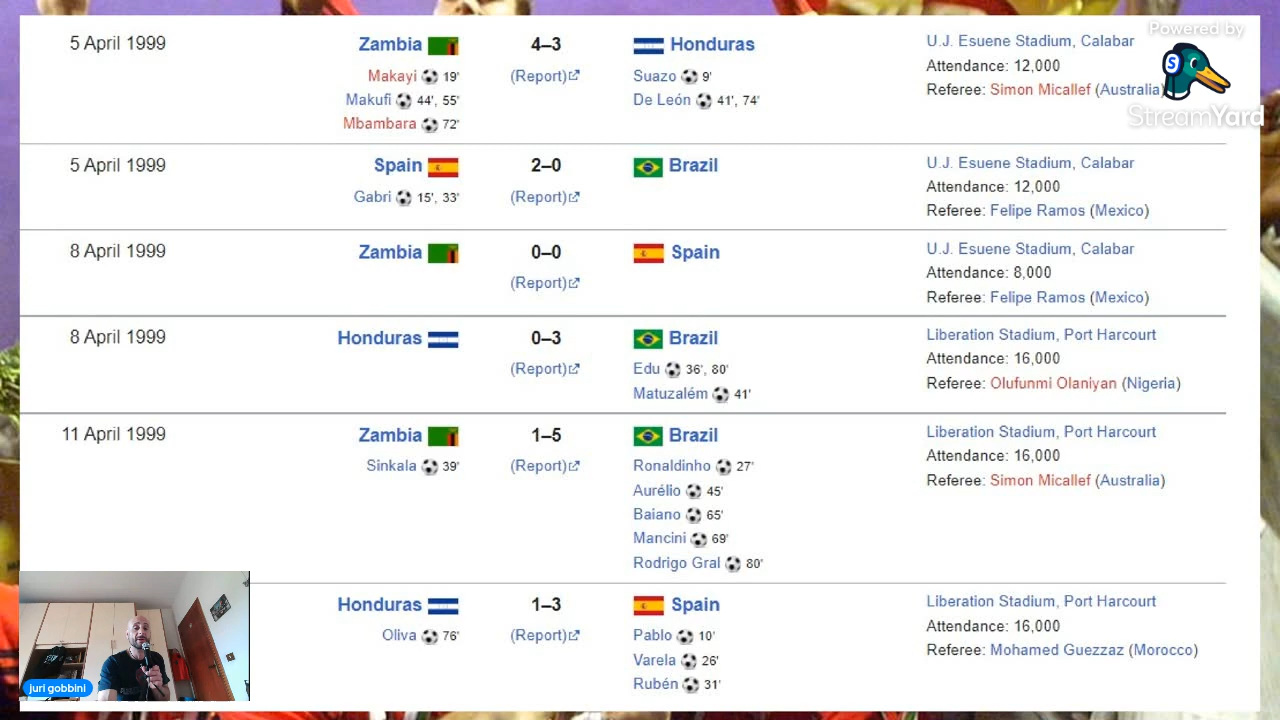 Powered by
StreamYard
5 April 1999
Zambia 4–3 Honduras
U.J. Esuene Stadium, Calabar
Makayi 19' (Report) Suazo 9'
Attendance: 12,000
Makufi 44', 55' De León 41', 74'
Referee: Simon Micallef (Australia)
Mbambara 72'
5 April 1999
Spain 2–0 Brazil
U.J. Esuene Stadium, Calabar
Gabri 15', 33' (Report)
Attendance: 12,000
Referee: Felipe Ramos (Mexico)
8 April 1999
Zambia 0–0 Spain
U.J. Esuene Stadium, Calabar
(Report)
Attendance: 8,000
Referee: Felipe Ramos (Mexico)
8 April 1999
Honduras 0–3 Brazil
Liberation Stadium, Port Harcourt
(Report) Edu 36', 80'
Attendance: 16,000
Matuzalém 41'
Referee: Olufunmi Olaniyan (Nigeria)
11 April 1999
Zambia 1–5 Brazil
Liberation Stadium, Port Harcourt
Sinkala 39' (Report) Ronaldinho 27'
Attendance: 16,000
Aurélio 45'
Referee: Simon Micallef (Australia)
Baiano 65'
Mancini 69'
Rodrigo Gral 80'
Honduras 1–3 Spain
Liberation Stadium, Port Harcourt
Oliva 76' (Report) Pablo 10'
Attendance: 16,000
Varela 26'
Referee: Mohamed Guezzaz (Morocco)
Rubén 31'
juri gobbini